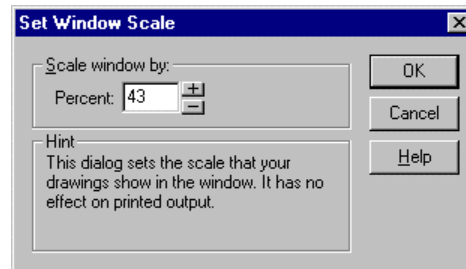 Set Window Scale
Scale window by:
Percent: 43
OK
Cancel
Help
Hint
This dialog sets the scale that your
drawings show in the window. It has no
effect on printed output.